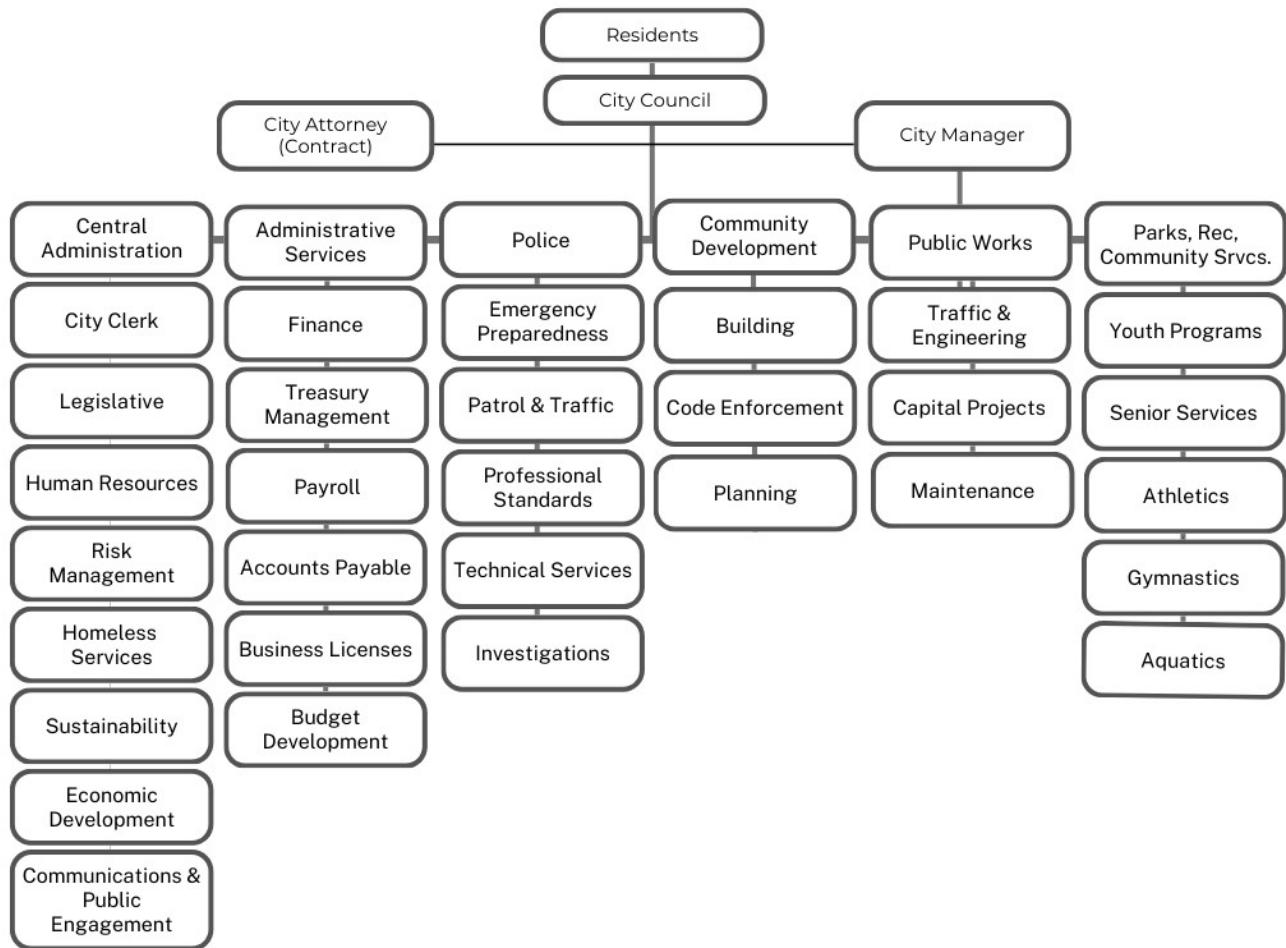 Residents
City Council
City Attorney
(Contract)
City Manager
Central
Administration
City Clerk
Legislative
Human Resources
Risk
Management
Homeless
Services
Sustainability
Economic
Development
Communications &
Public
Engagement
Administrative
Services
Finance
Treasury
Management
Payroll
Accounts Payable
Business Licenses
Budget
Development
Police
Emergency
Preparedness
Patrol & Traffic
Professional
Standards
Technical Services
Investigations
Community
Development
Building
Code Enforcement
Planning
Public Works
Traffic &
Engineering
Capital Projects
Maintenance
Parks, Rec,
Community Srvcs.
Youth Programs
Senior Services
Athletics
Gymnastics
Aquatics